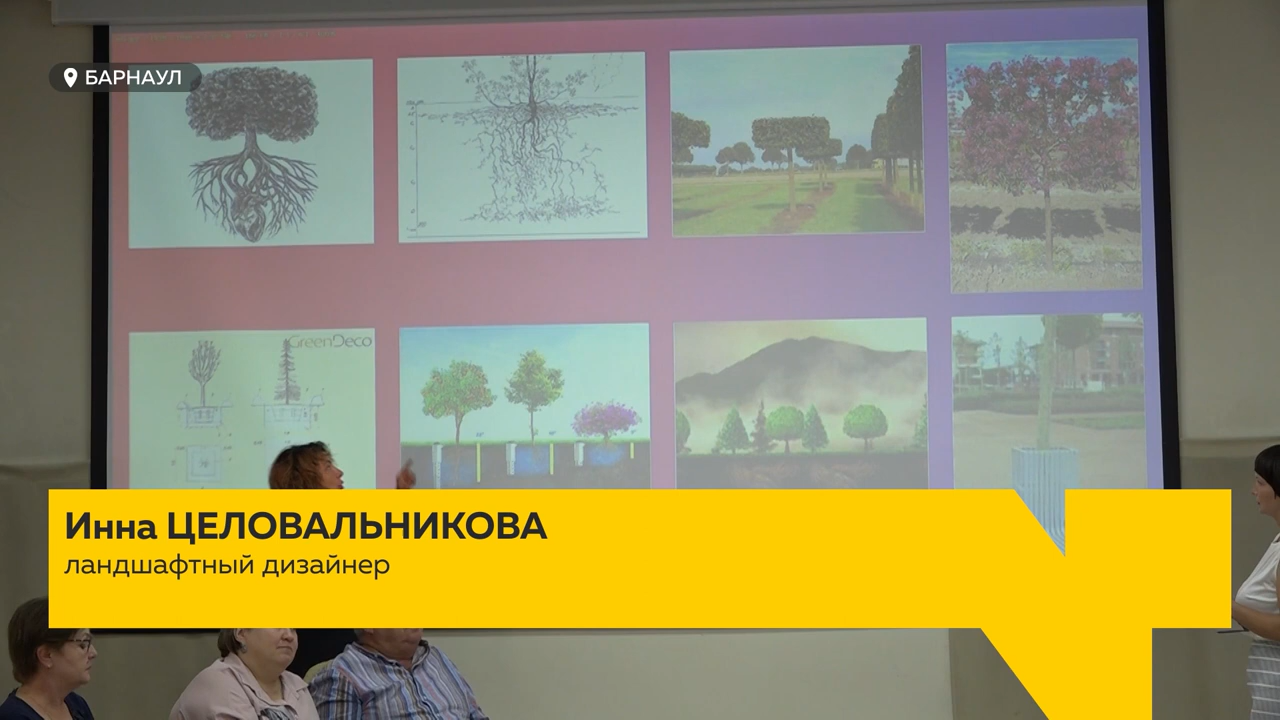 БАРНАУЛ
GreenDeco
Инна ЦЕЛОВАЛЬНИКОВА
ландшафтный дизайнер